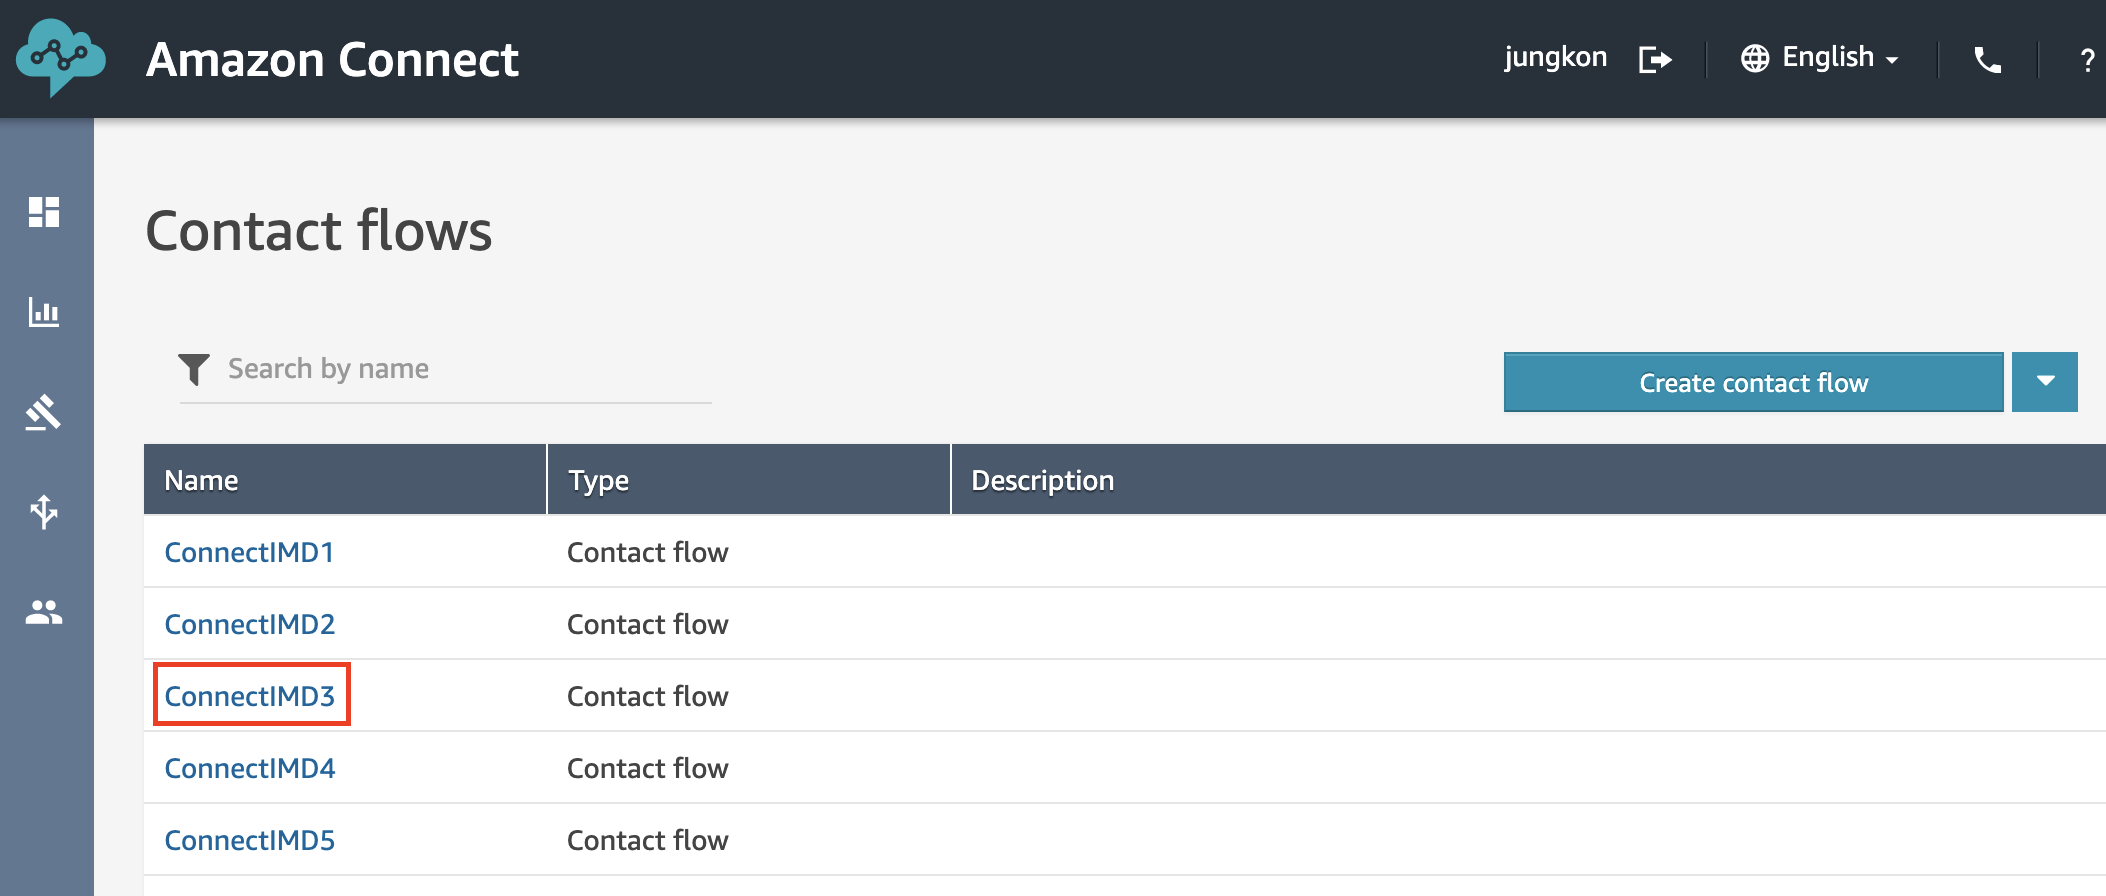 Amazon Connect
jungkon English ?
Contact flows
Search by name
Create contact flow
Name Type Description
ConnectIMD1 Contact flow
ConnectIMD2 Contact flow
ConnectIMD3 Contact flow
ConnectIMD4 Contact flow
ConnectIMD5 Contact flow